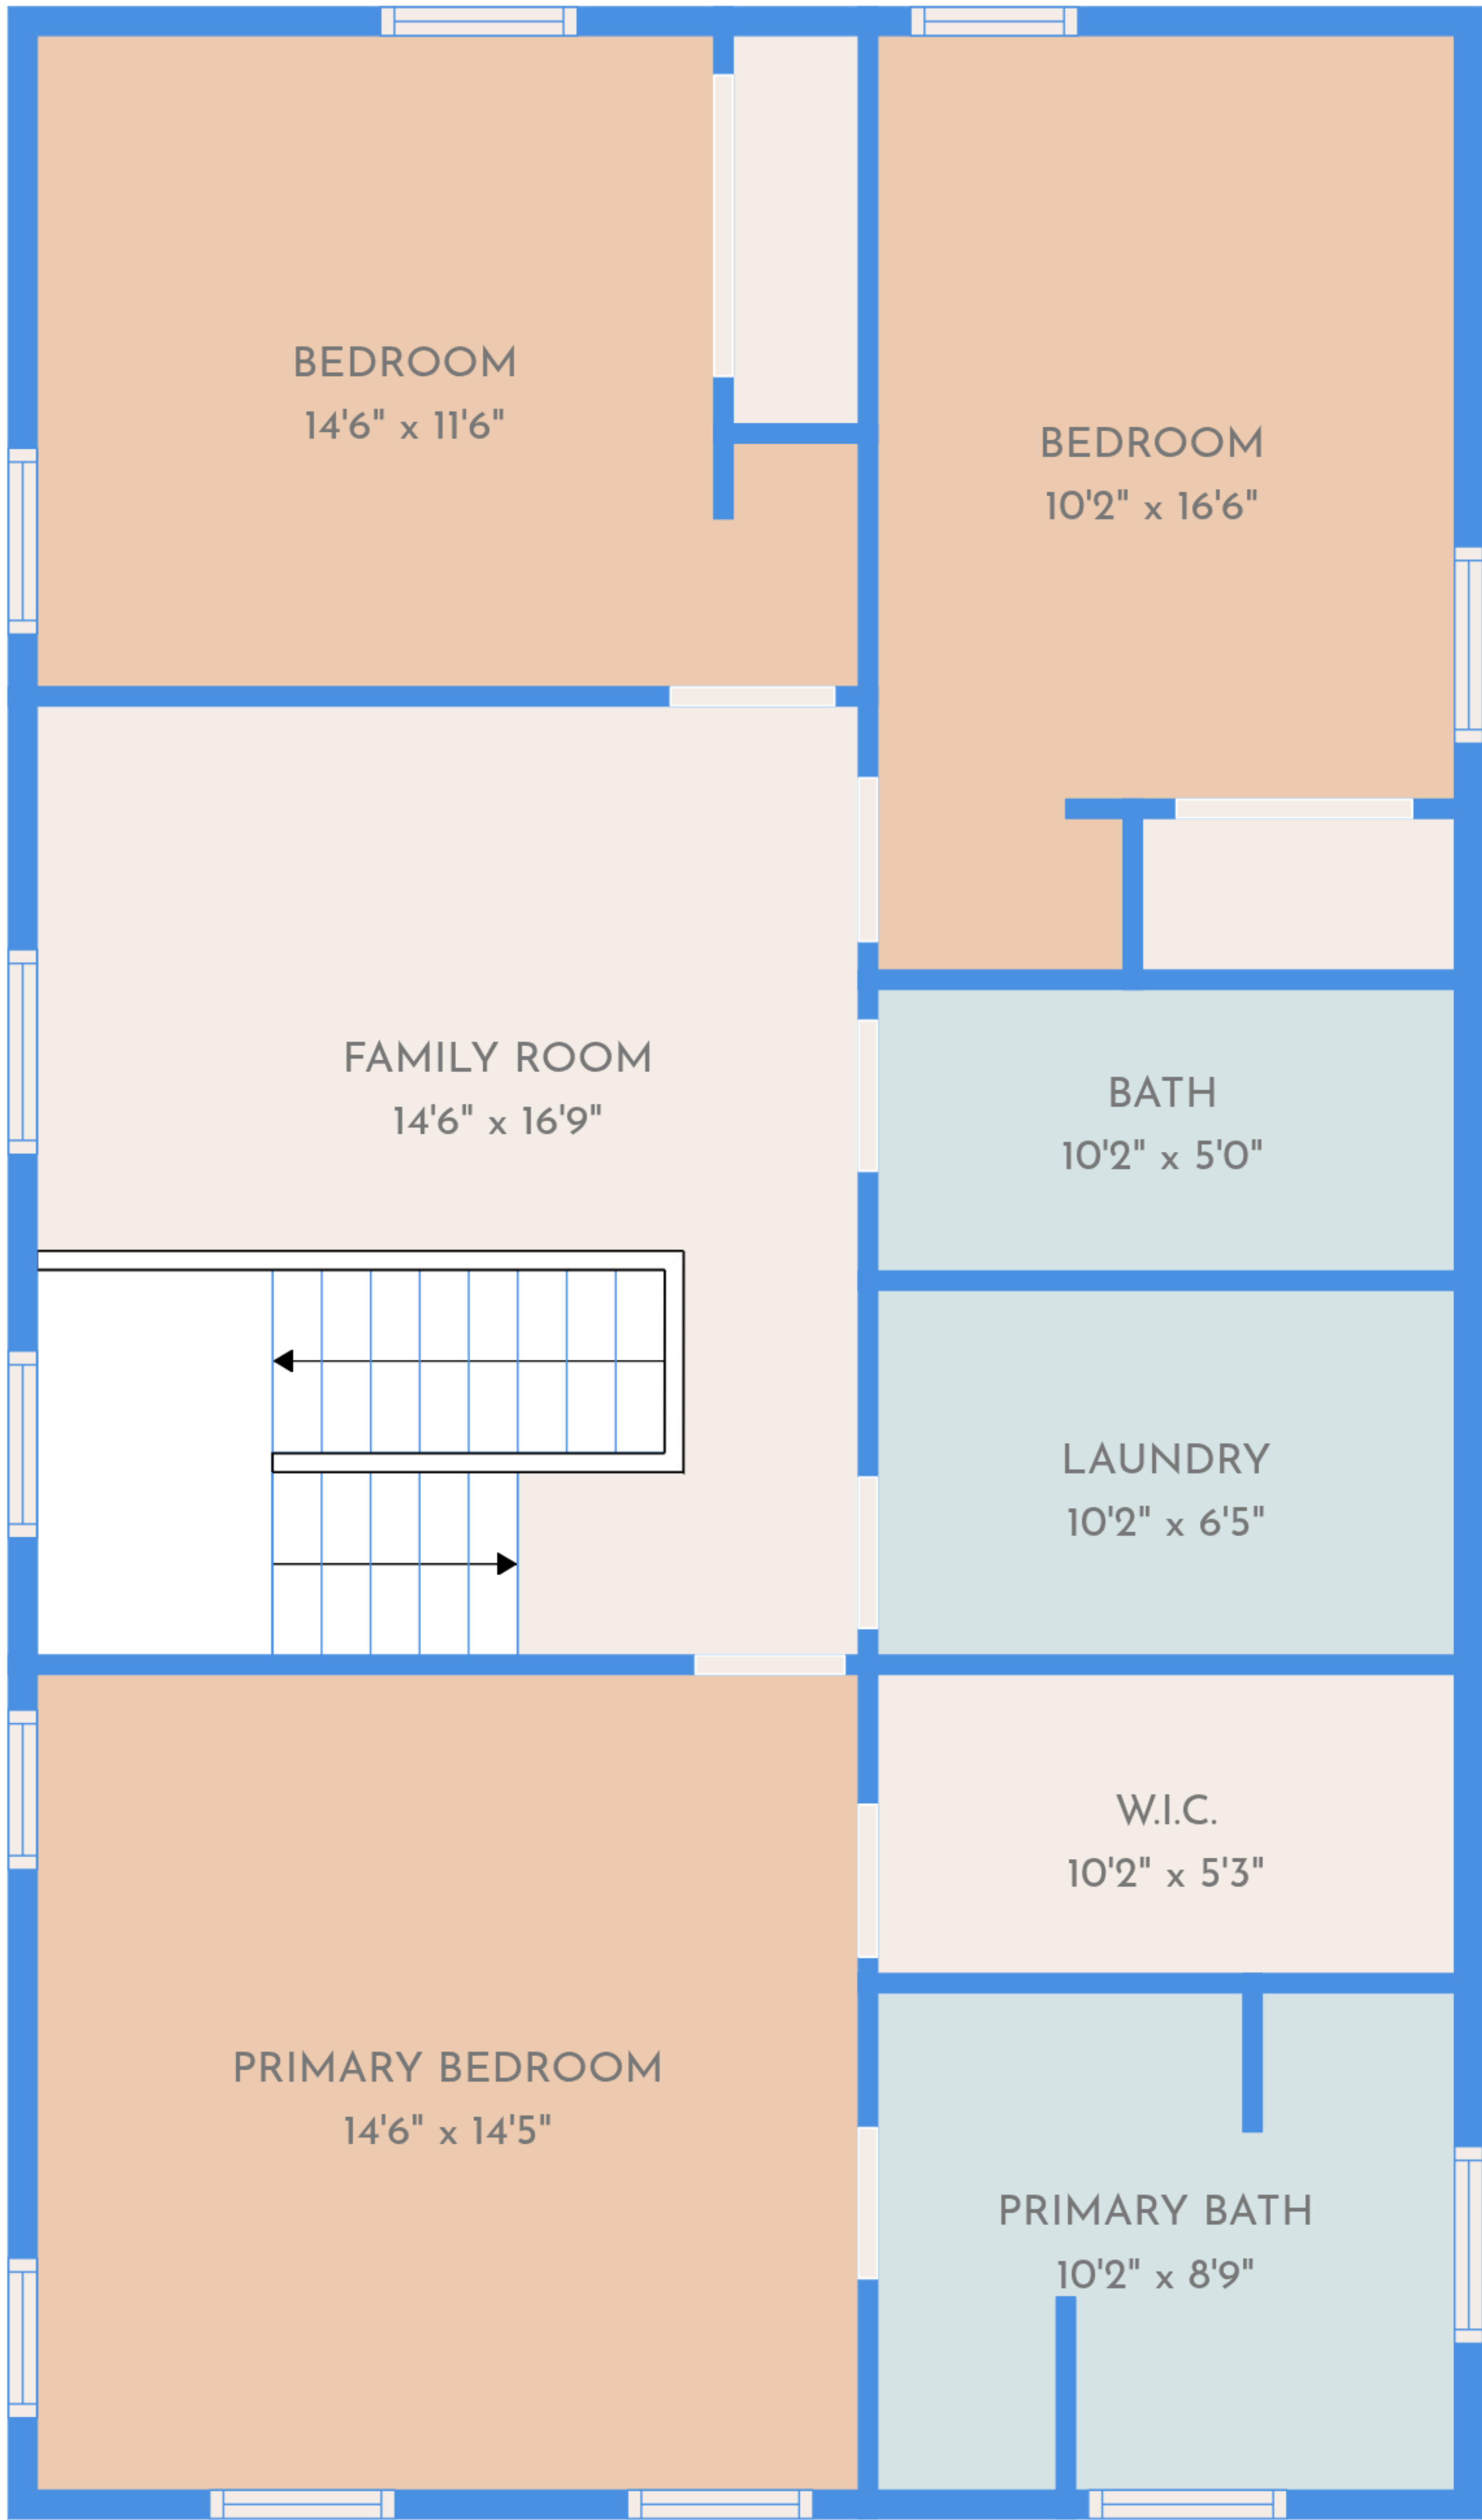 BEDROOM
14'6" x 11'6"
BEDROOM
10'2" x 16'6"
FAMILY ROOM
14'6" x 16'9"
BATH
10'2" x 5'0"
LAUNDRY
10'2" x 6'5"
W.I.C.
10'2" x 5'3"
PRIMARY BEDROOM
14'6" x 14'5"
PRIMARY BATH
10'2" x 8'9"